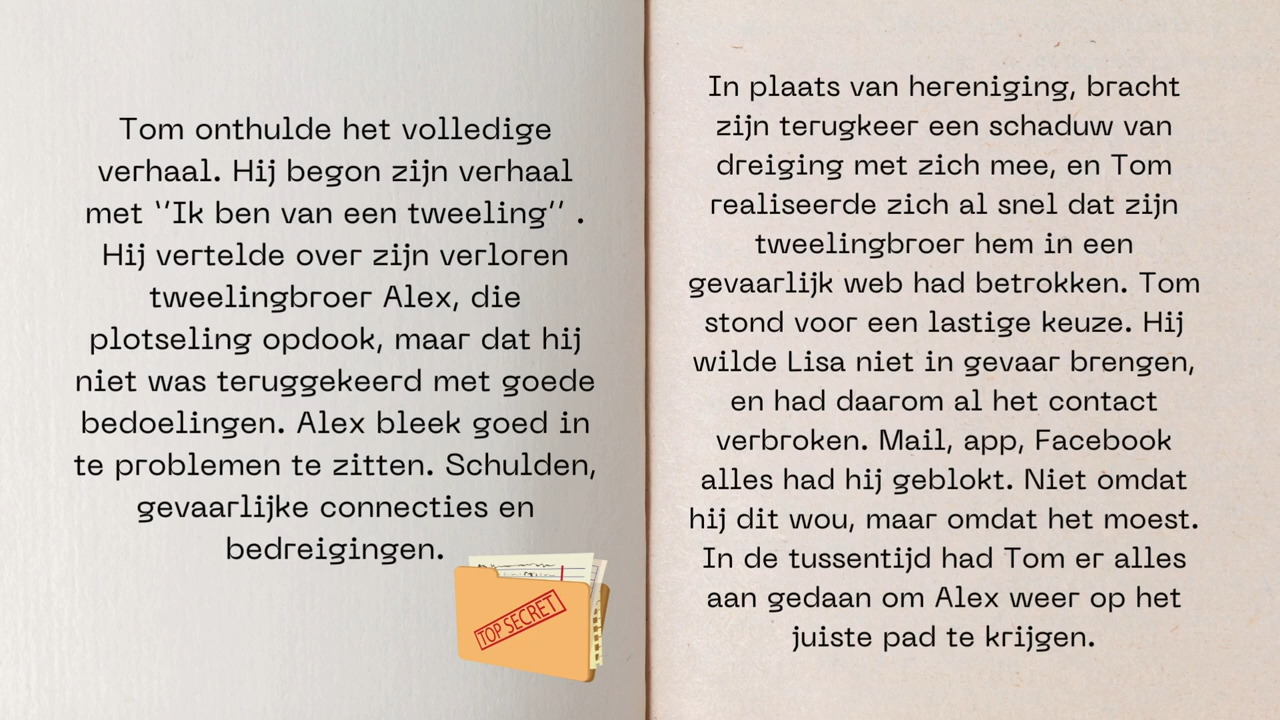 Tom onthulde het volledige
verhaal. Hij begon zijn verhaal
met ‘’Ik ben van een tweeling’’ .
Hij vertelde over zijn verloren
tweelingbroer Alex, die
plotseling opdook, maar dat hij
niet was teruggekeerd met goede
bedoelingen. Alex bleek goed in
te problemen te zitten. Schulden,
gevaarlijke connecties en
bedreigingen.
TOP SECRET
In plaats van hereniging, bracht
zijn terugkeer een schaduw van
dreiging met zich mee, en Tom
realiseerde zich al snel dat zijn
tweelingbroer hem in een
gevaarlijk web had betrokken. Tom
stond voor een lastige keuze. Hij
wilde Lisa niet in gevaar brengen,
en had daarom al het contact
verbroken. Mail, app, Facebook
alles had hij geblokt. Niet omdat
hij dit wou, maar omdat het moest.
In de tussentijd had Tom er alles
aan gedaan om Alex weer op het
juiste pad te krijgen.